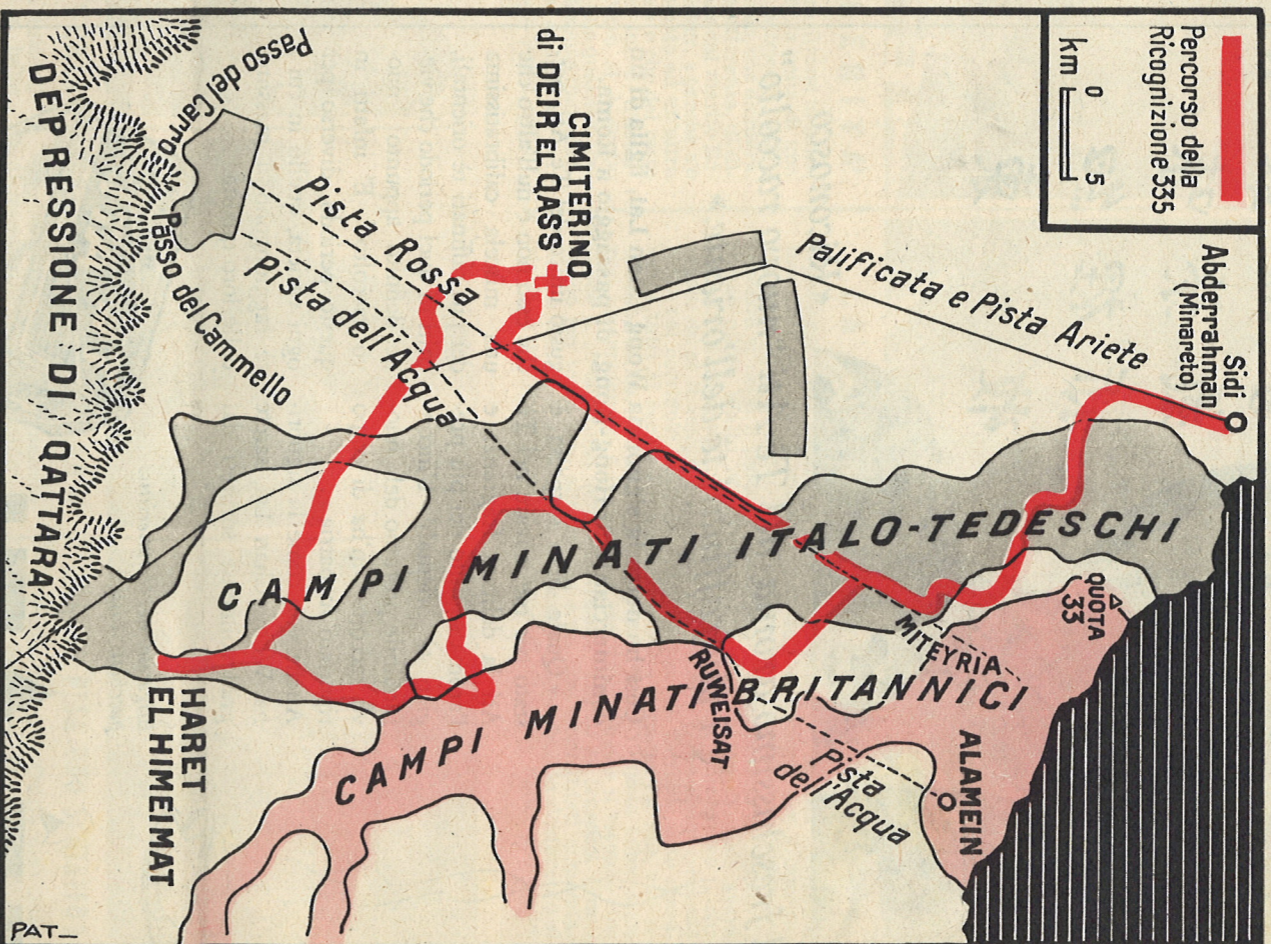 Percorso della
Ricognizione 335
km 0 5
Sidi
Abderrahman
(Minareto)
Palificata e Pista Ariete
CIMITERINO
di DEIR EL QASS
Passo del Carro
Pista Rossa
Pista dell'Acqua
Passo del Cammello
DEPRESSIONE DI QATTARA
CAMPI MINATI ITALO-TEDESCHI
QUOTA
33
MITEYRIA
RUWEISAT
CAMPI MINATI BRITANNICI
ALAMEIN
Pista
dell'Acqua
HARET
EL HIMEIMAT
PAT_